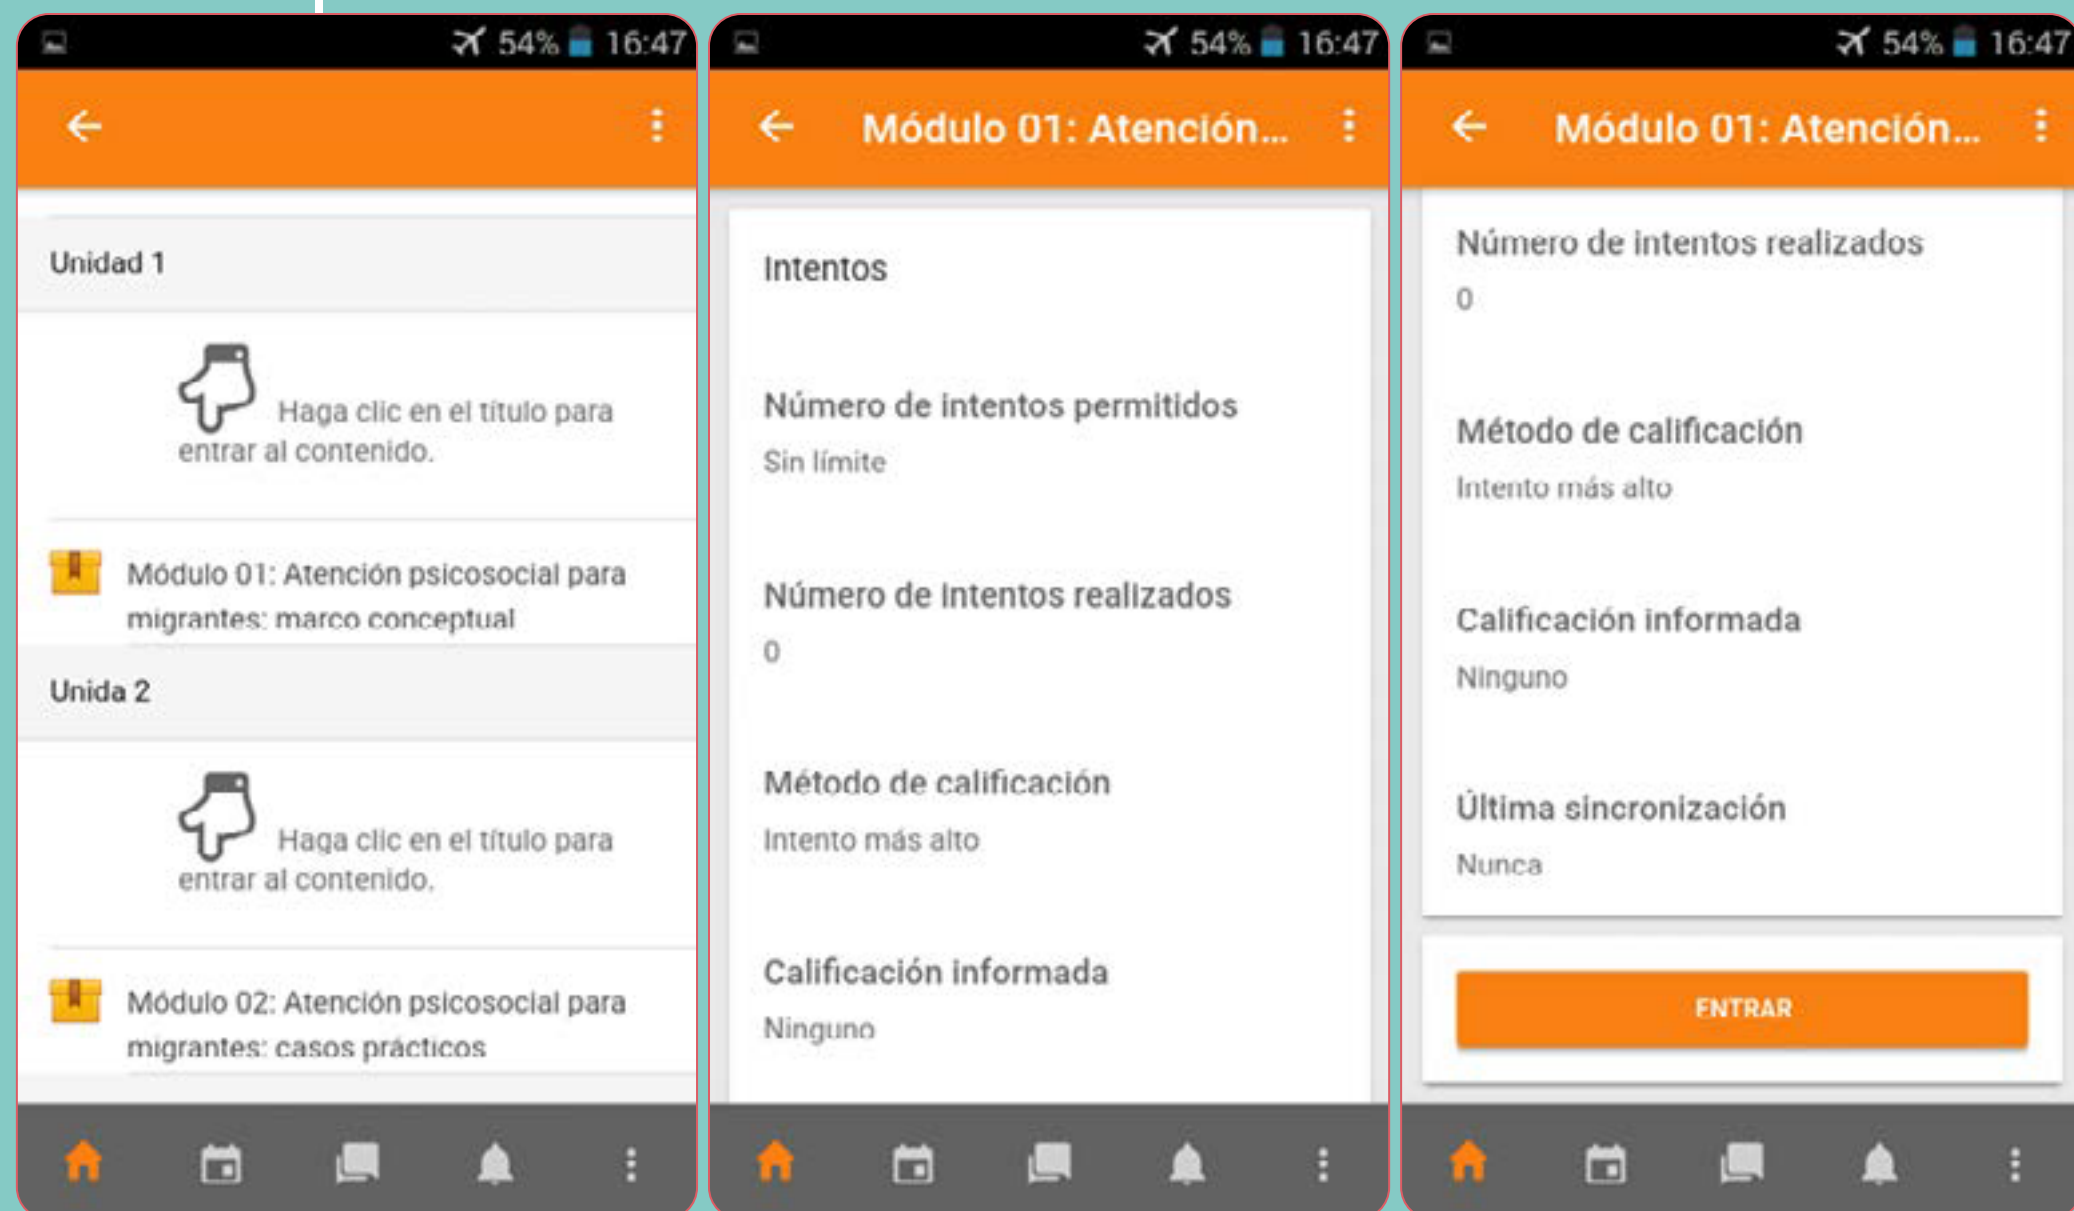 54% 16:47
Unidad 1
Haga clic en el título para
entrar al contenido.
Módulo 01: Atención psicosocial para
migrantes: marco conceptual
Unida 2
Haga clic en el título para
entrar al contenido.
Módulo 02: Atención psicosocial para
migrantes: casos prácticos
54% 16:47
Módulo 01: Atención...
Intentos
Número de intentos permitidos
Sin límite
Número de intentos realizados
0
Método de calificación
Intento más alto
Calificación informada
Ninguno
54% 16:47
Módulo 01: Atención...
Número de intentos realizados
0
Método de calificación
Intento más alto
Calificación informada
Ninguno
Última sincronización
Nunca
ENTRAR